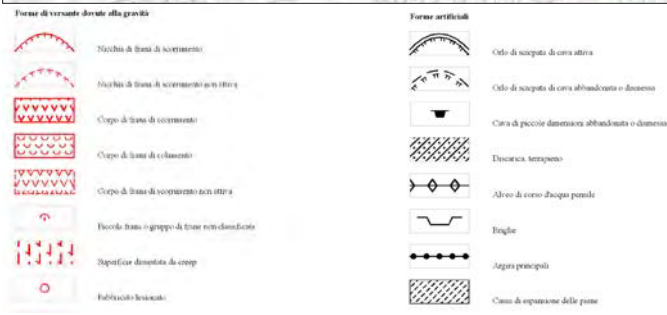 Forme di versante dovute alla gravità
Nicchia di frana di scorrimento
Nicchia di frana di scorrimento non attiva
Corpo di frana di scorrimento
Corpo di frana di colamento
Corpo di frana di scorrimento non attiva
Piccola frana o gruppo di frane non classificate
Superficie dissestata da creep
Fabbricato lesionato
Forme artificiali
Orlo di scarpata di cava attiva
Orlo di scarpata di cava abbandonata o dismessa
Cava di piccole dimensioni abbandonata o dismessa
Discarica, terrapieno
Alveo di corso d'acqua pensile
Briglie
Argini principali
Cassa di espansione delle piene